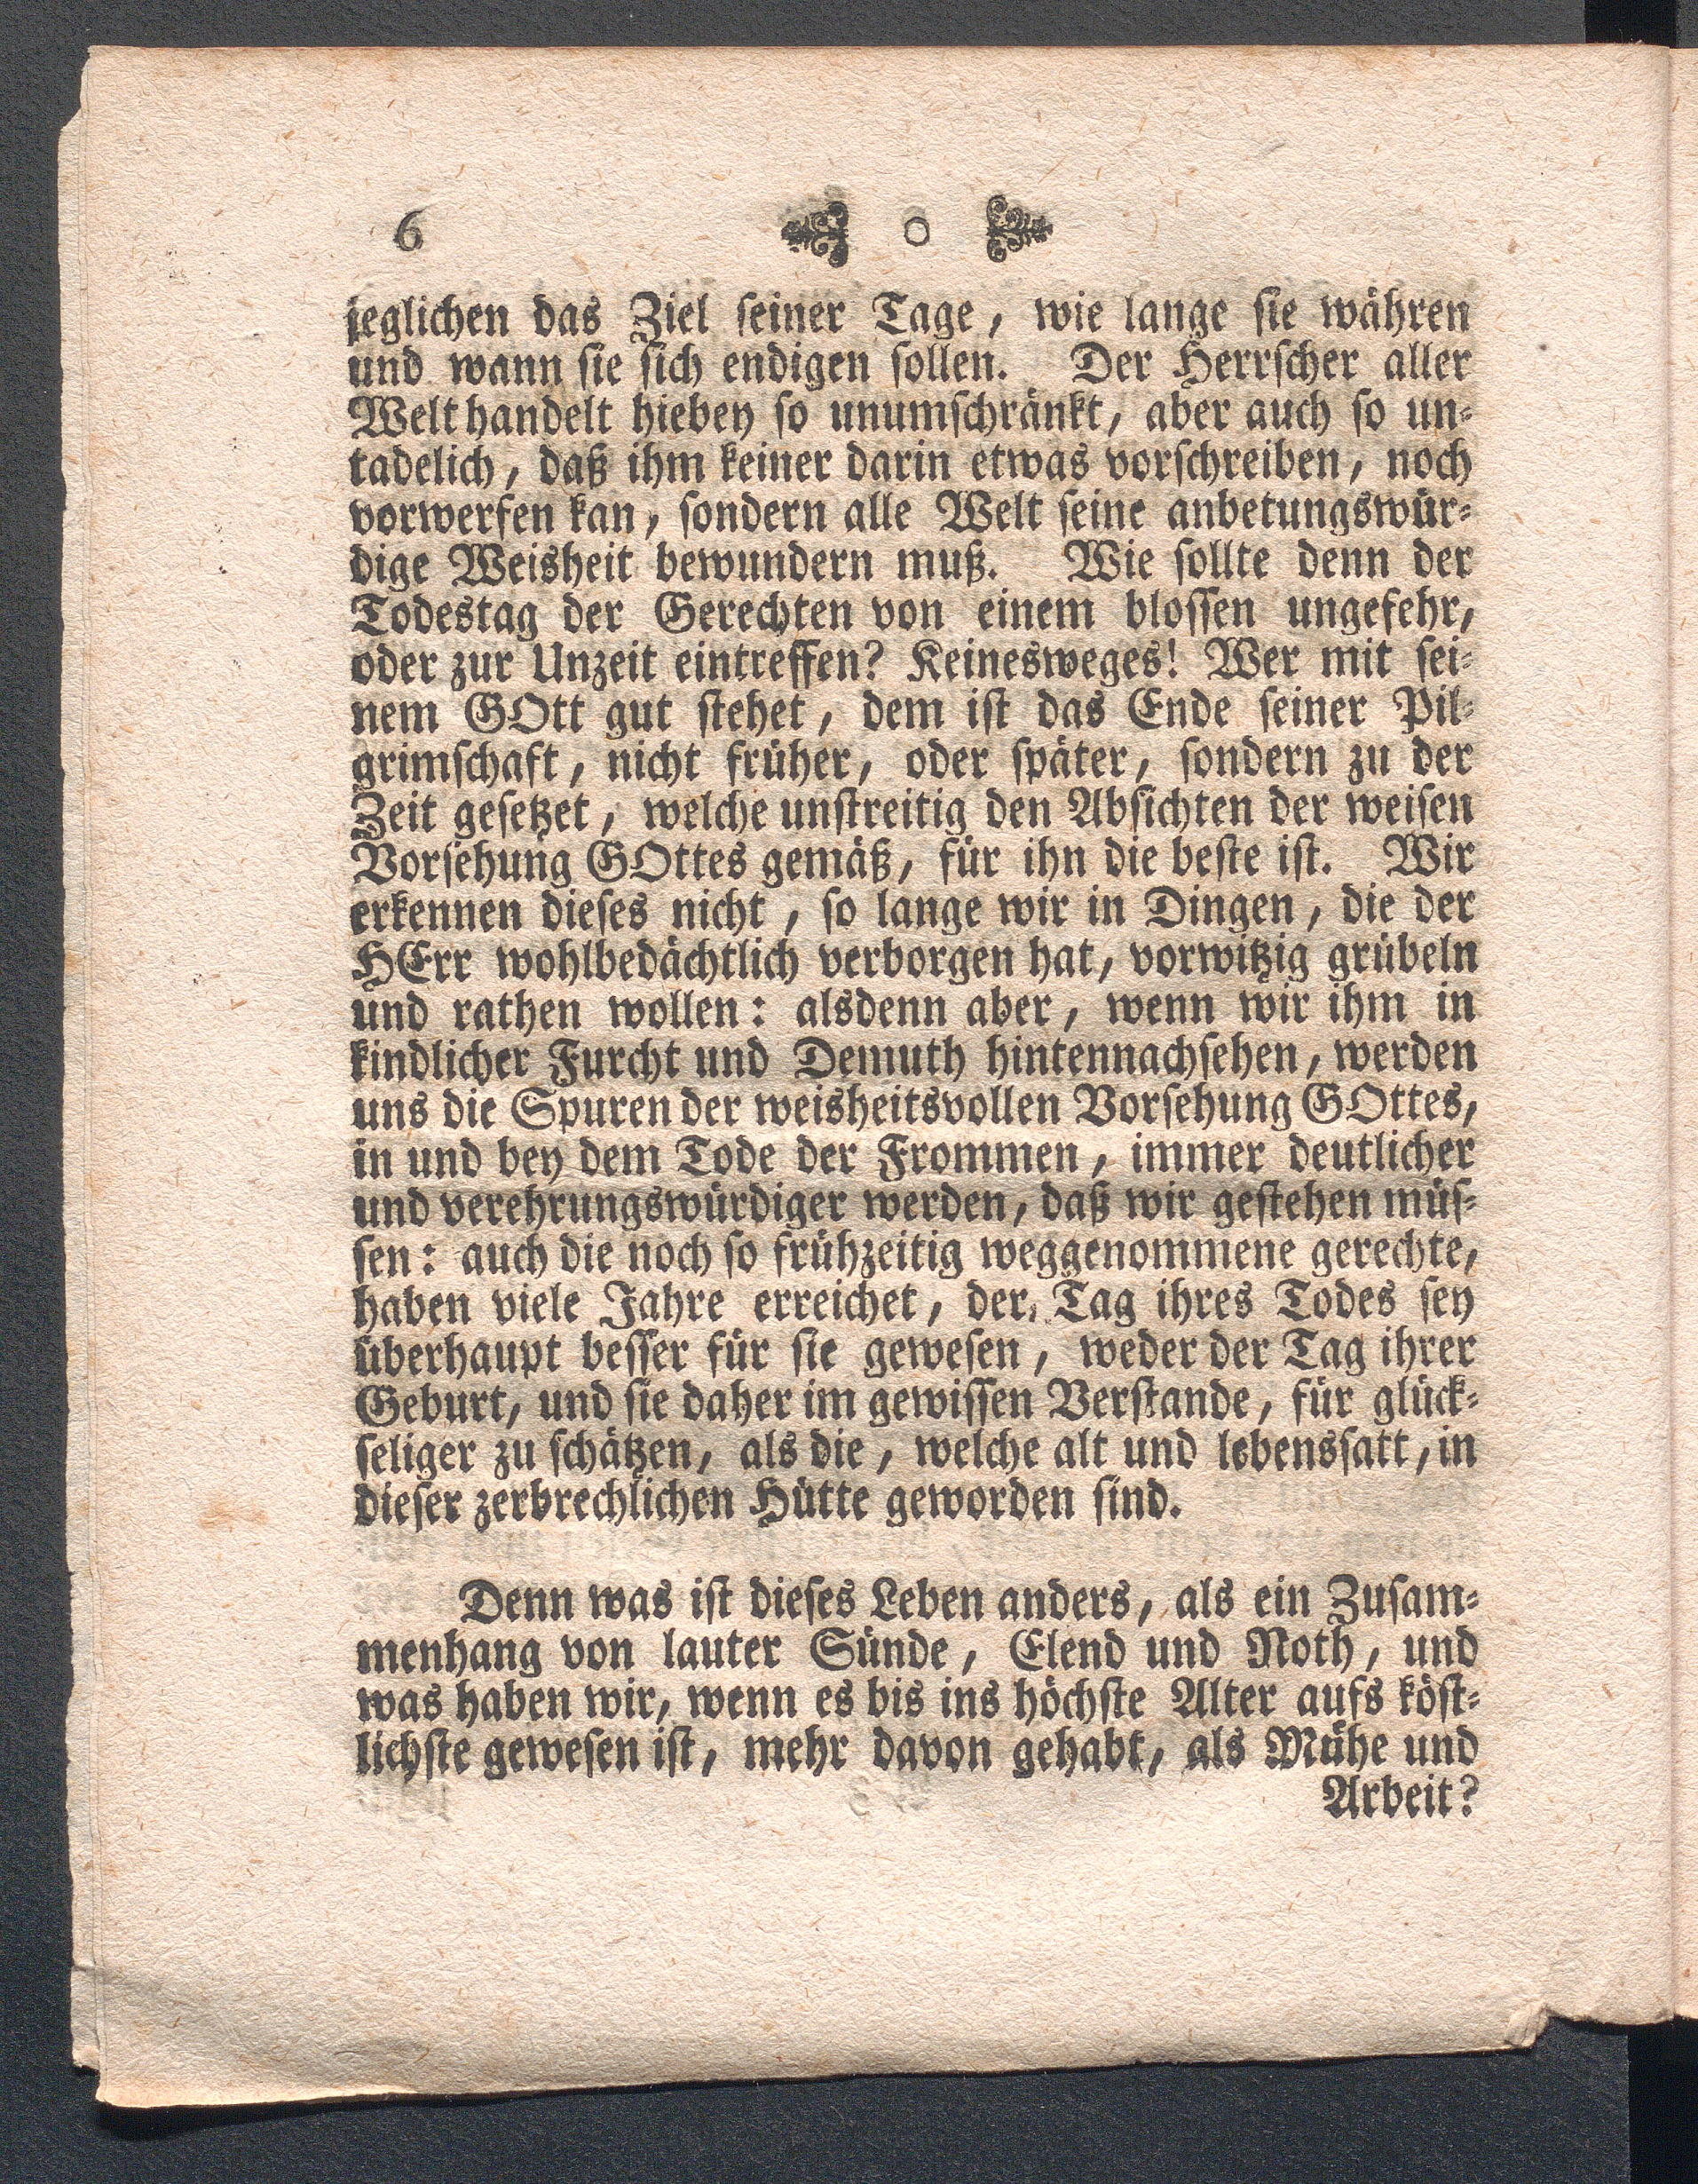 6 o
jeglichen das Ziel ſeiner Tage, wie lange ſie währen
und wann ſie ſich endigen ſollen. Der Herrſcher aller
Welt handelt hiebey ſo unumſchränkt, aber auch ſo un⸗
tadelich, daß ihm keiner darin etwas vorſchreiben, noch
vorwerfen kan, ſondern alle Welt ſeine anbetungswür⸗
dige Weisheit bewundern muß. Wie ſollte denn der
Todestag der Gerechten von einem bloſſen ungefehr,
oder zur Unzeit eintreffen? Keinesweges! Wer mit ſei⸗
nem GOtt gut ſtehet, dem iſt das Ende ſeiner Pil⸗
grimſchaft, nicht früher, oder ſpäter, ſondern zu der
Zeit geſetzet, welche unſtreitig den Abſichten der weiſen
Vorſehung GOttes gemäß, für ihn die beſte iſt. Wir
erkennen dieſes nicht, ſo lange wir in Dingen, die der
HErr wohlbedächtlich verborgen hat, vorwitzig grübeln
und rathen wollen: alsdenn aber, wenn wir ihm in
kindlicher Furcht und Demuth hintennachſehen, werden
uns die Spuren der weisheitsvollen Vorſehung GOttes,
in und bey dem Tode der Frommen, immer deutlicher
und verehrungswürdiger werden, daß wir geſtehen müſ⸗
ſen: auch die noch ſo frühzeitig weggenommene gerechte,
haben viele Jahre erreichet, der Tag ihres Todes ſey
überhaupt beſſer für ſie geweſen, weder der Tag ihrer
Geburt, und ſie daher im gewiſſen Verſtande, für glück⸗
ſeliger zu ſchätzen, als die, welche alt und lebensſatt, in
dieſer zerbrechlichen Hütte geworden ſind.
Denn was iſt dieſes Leben anders, als ein Zuſam⸗
menhang von lauter Sünde, Elend und Noth, und
was haben wir, wenn es bis ins höchſte Alter aufs köſt⸗
lichſte geweſen iſt, mehr davon gehabt, als Mühe und
Arbeit?